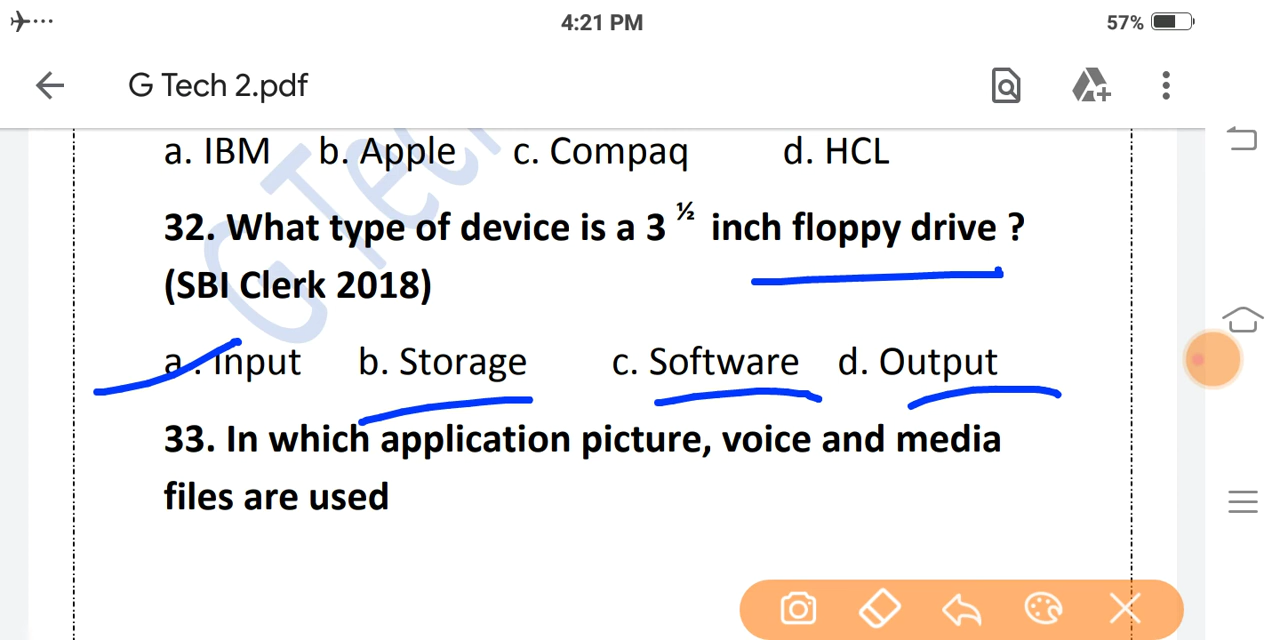 4:21 PM
57%
G Tech 2.pdf
a. IBM b. Apple c. Compaq d. HCL
32. What type of device is a 3 ½ inch floppy drive ?
(SBI Clerk 2018)
a. Input b. Storage c. Software d. Output
33. In which application picture, voice and media
files are used
G Tec